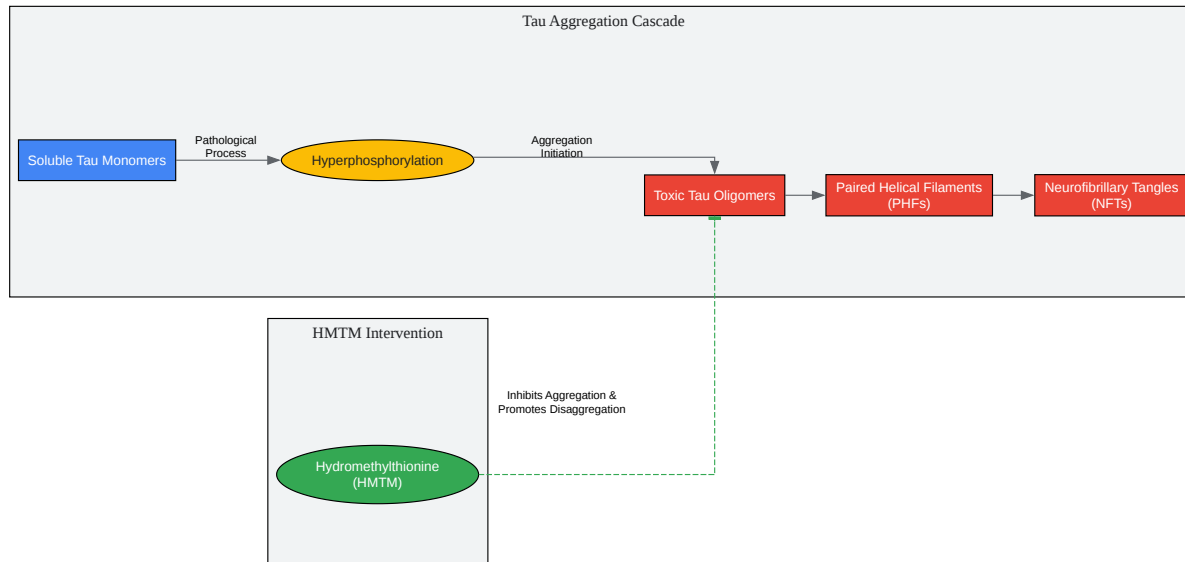 Tau Aggregation Cascade
Soluble Tau Monomers
Pathological
Process
Hyperphosphorylation
Aggregation
Initiation
Toxic Tau Oligomers
Paired Helical Filaments
(PHFs)
Neurofibrillary Tangles
(NFTs)
HMTM Intervention
Inhibits Aggregation &
Promotes Disaggregation
Hydromethylthionine
(HMTM)